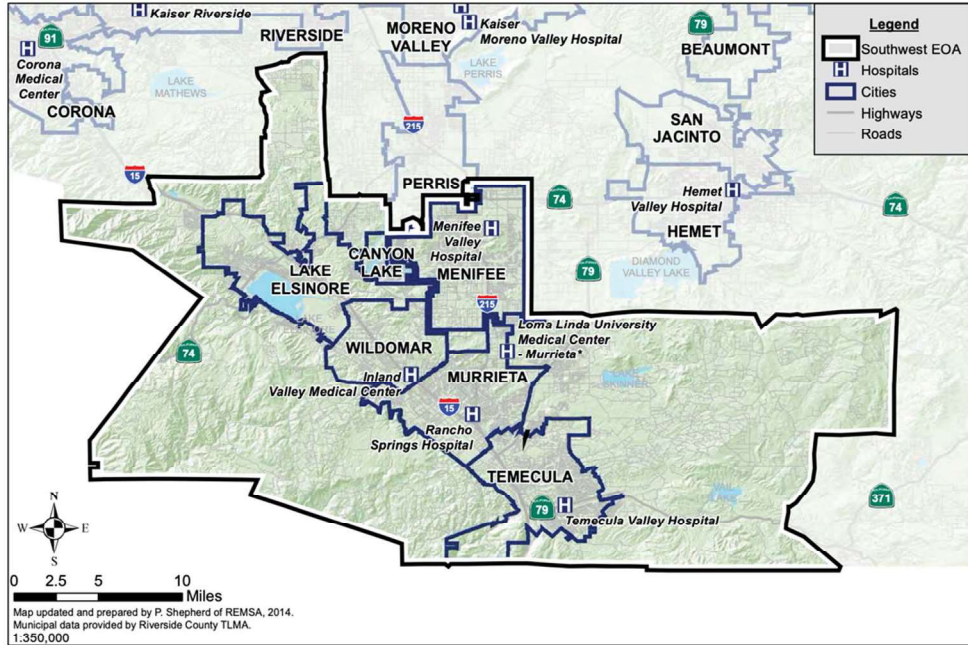 Kaiser Riverside
91
Corona
Medical
Center
CORONA
RIVERSIDE
LAKE
MATHEWS
MORENO
VALLEY
Kaiser
Moreno Valley Hospital
LAKE
PERRIS
79
BEAUMONT
Legend
Southwest EOA
Hospitals
Cities
Highways
Roads
SAN
JACINTO
215
15
PERRIS
74
Hemet
Valley Hospital
HEMET
74
79
DIAMOND
VALLEY LAKE
Menifee
Valley
Hospital
CANYON
LAKE
MENIFEE
LAKE
ELSINORE
215
Loma Linda University
Medical Center
- Murrieta*
74
WILDOMAR
MURRIETA
Inland
Valley Medical Center
15
Rancho
Springs Hospital
TEMECULA
79
Temecula Valley Hospital
LAKE
371
N
W
E
S
0 2.5 5 10
Miles
Map updated and prepared by P. Shepherd of REMSA, 2014.
Municipal data provided by Riverside County TLMA.
1:350,000